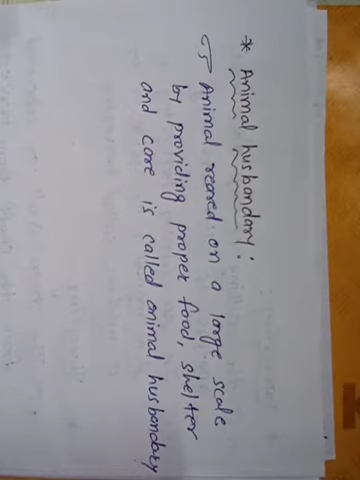 * Animal husbandary:
→ Animal reared on a large scale
by providing proper food, shelter
and care is called animal husbandary